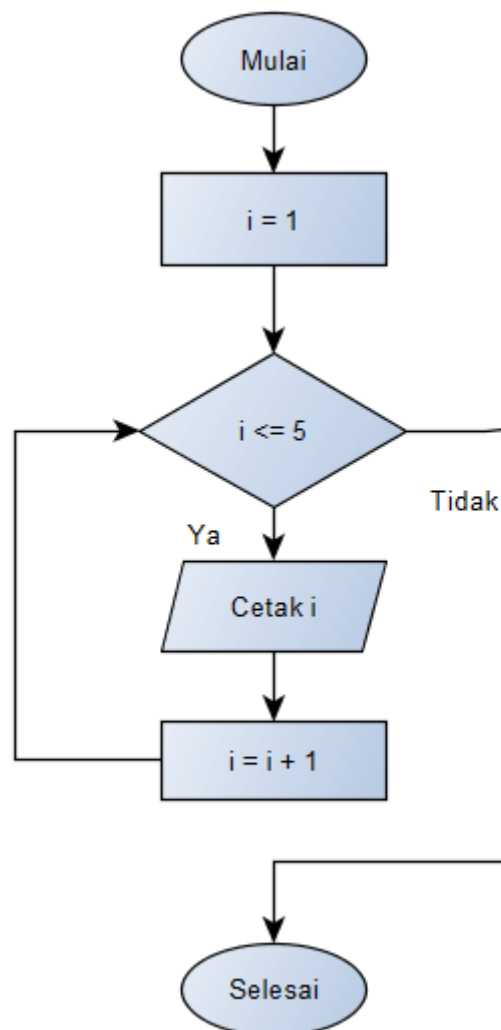 Mulai
i = 1
i <= 5
Tidak
Ya
Cetak i
i = i + 1
Selesai